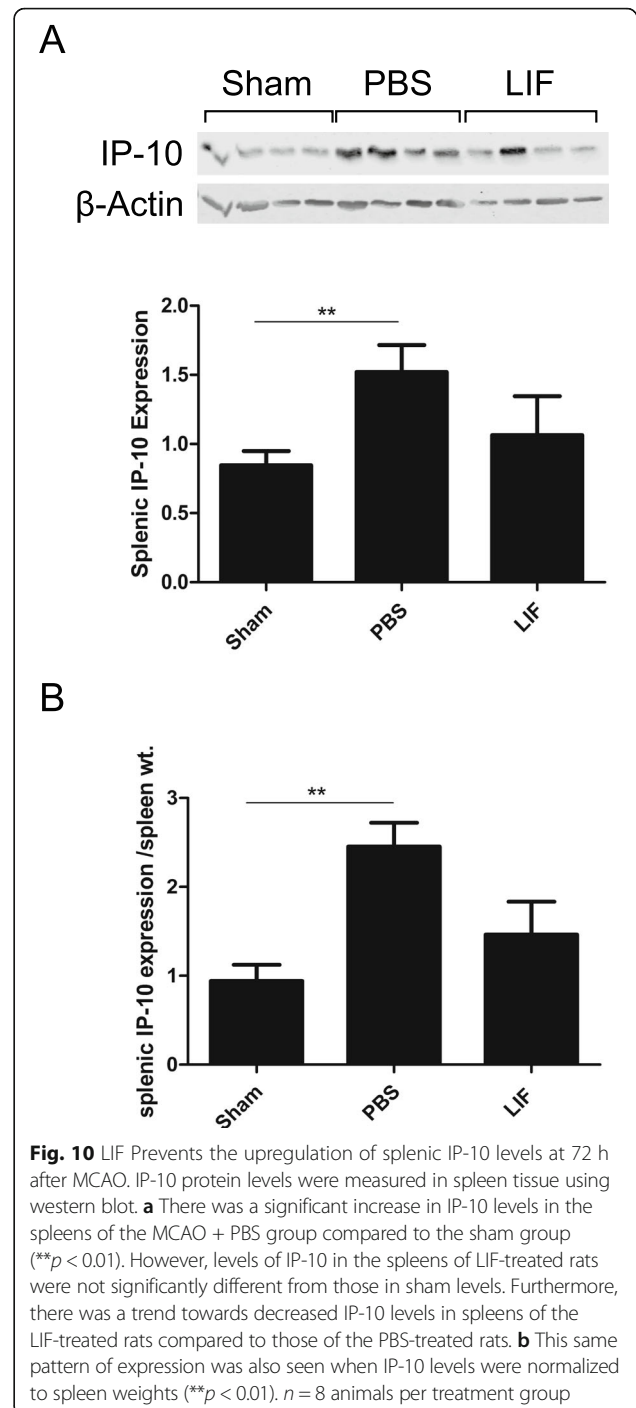 A
Sham PBS LIF
IP-10
β-Actin
Splenic IP-10 Expression
2.0
1.5
1.0
0.5
0.0
**
Sham PBS LIF
B
splenic IP-10 expression /spleen wt.
3
2
1
0
**
Sham PBS LIF
Fig. 10 LIF Prevents the upregulation of splenic IP-10 levels at 72 h
after MCAO. IP-10 protein levels were measured in spleen tissue using
western blot. a There was a significant increase in IP-10 levels in the
spleens of the MCAO + PBS group compared to the sham group
(**p < 0.01). However, levels of IP-10 in the spleens of LIF-treated rats
were not significantly different from those in sham levels. Furthermore,
there was a trend towards decreased IP-10 levels in spleens of the
LIF-treated rats compared to those of the PBS-treated rats. b This same
pattern of expression was also seen when IP-10 levels were normalized
to spleen weights (**p < 0.01). n = 8 animals per treatment group